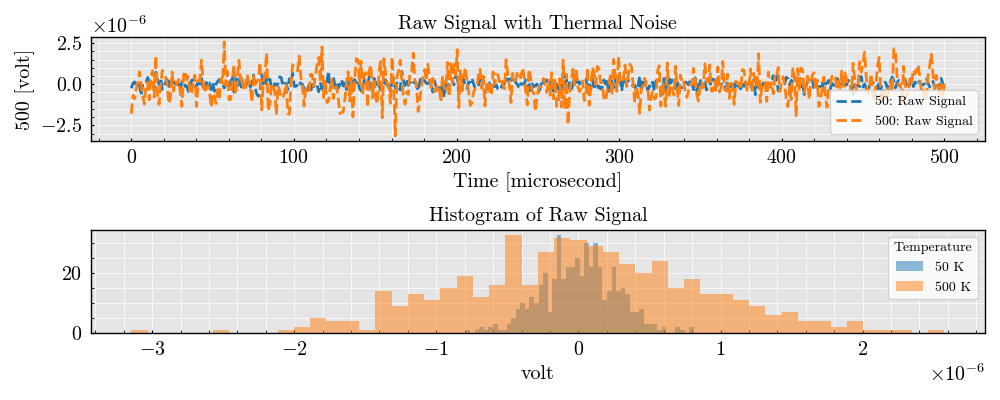 Raw Signal with Thermal Noise
×10⁻⁶
2.5
0.0
−2.5
500 [volt]
50: Raw Signal
500: Raw Signal
0 100 200 300 400 500
Time [microsecond]
Histogram of Raw Signal
20
0
Temperature
50 K
500 K
−3 −2 −1 0 1 2
volt
×10⁻⁶